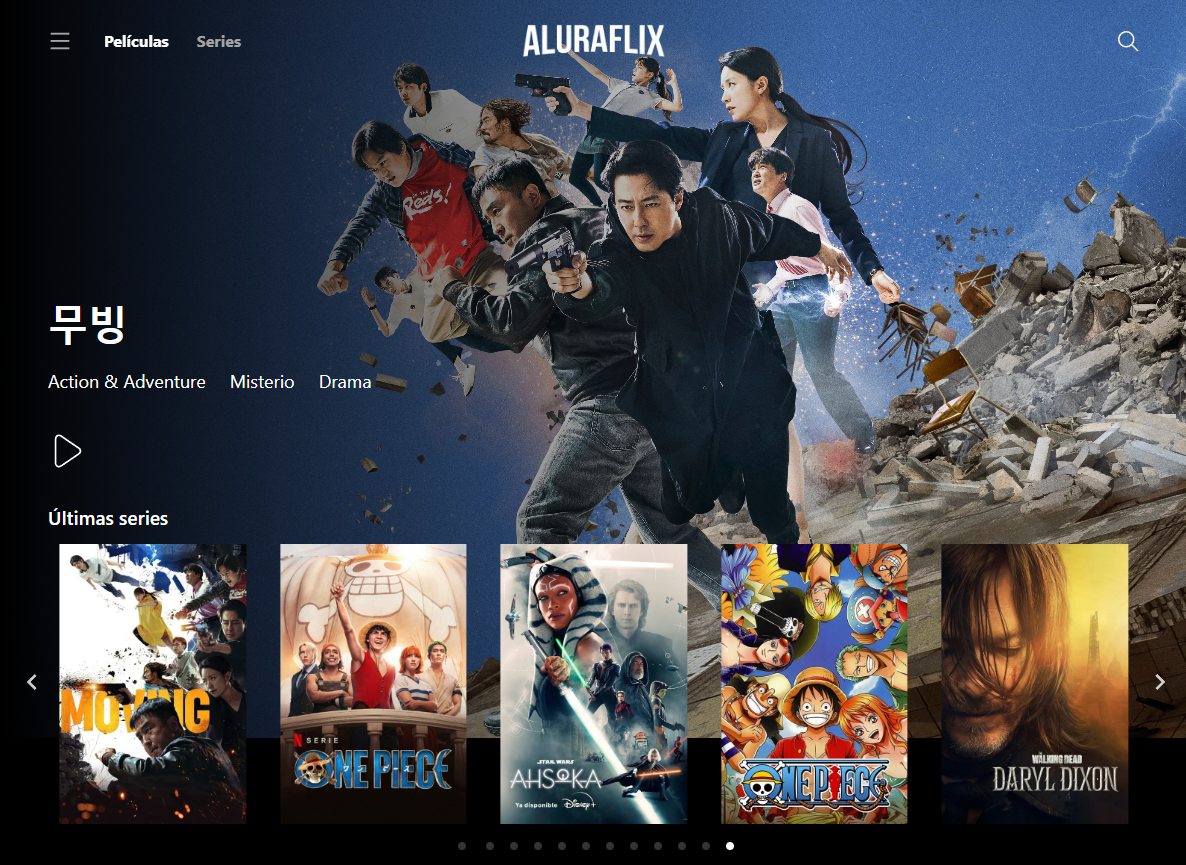 Películas Series ALURAFLIX
Reds!
무빙
Action & Adventure Misterio Drama
Últimas series
MOVING
N SERIE
ONE PIECE
STAR WARS
AHSOKA
Ya disponible Disney+
ONE PIECE
THE WALKING DEAD
DARYL DIXON